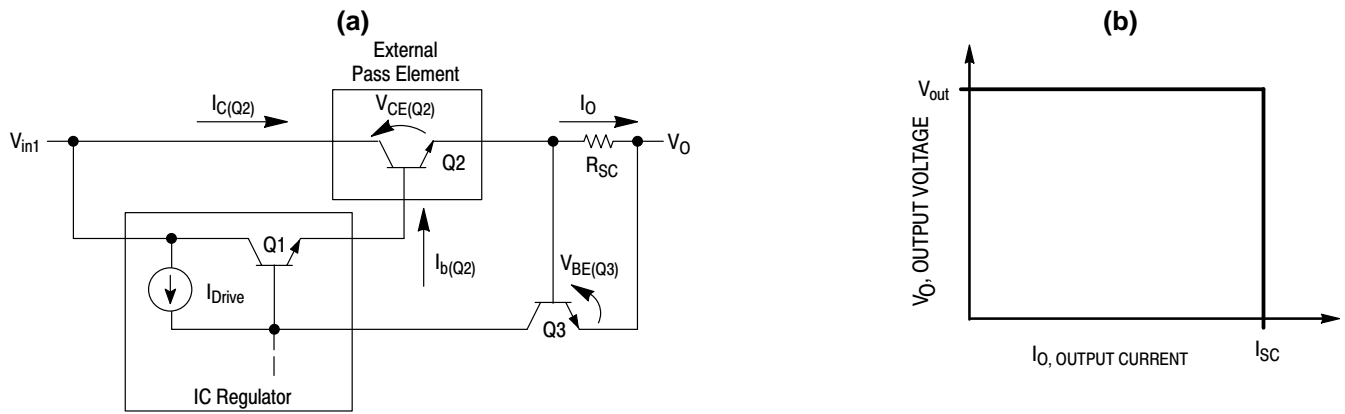 (a)
External
Pass Element
I_C(Q2)
V_CE(Q2)
I_O
V_in1
Q2
R_SC
V_O
Q1
I_b(Q2)
V_BE(Q3)
I_Drive
Q3
IC Regulator
(b)
V_out
V_O, OUTPUT VOLTAGE
I_O, OUTPUT CURRENT
I_SC